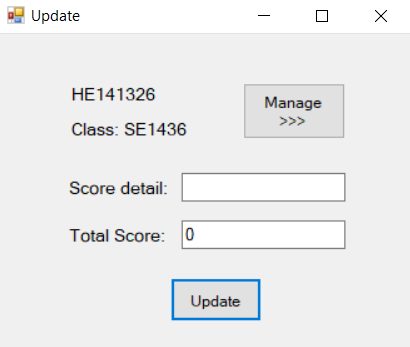 Update
HE141326
Class: SE1436
Manage
>>>
Score detail:
Total Score: 0
Update